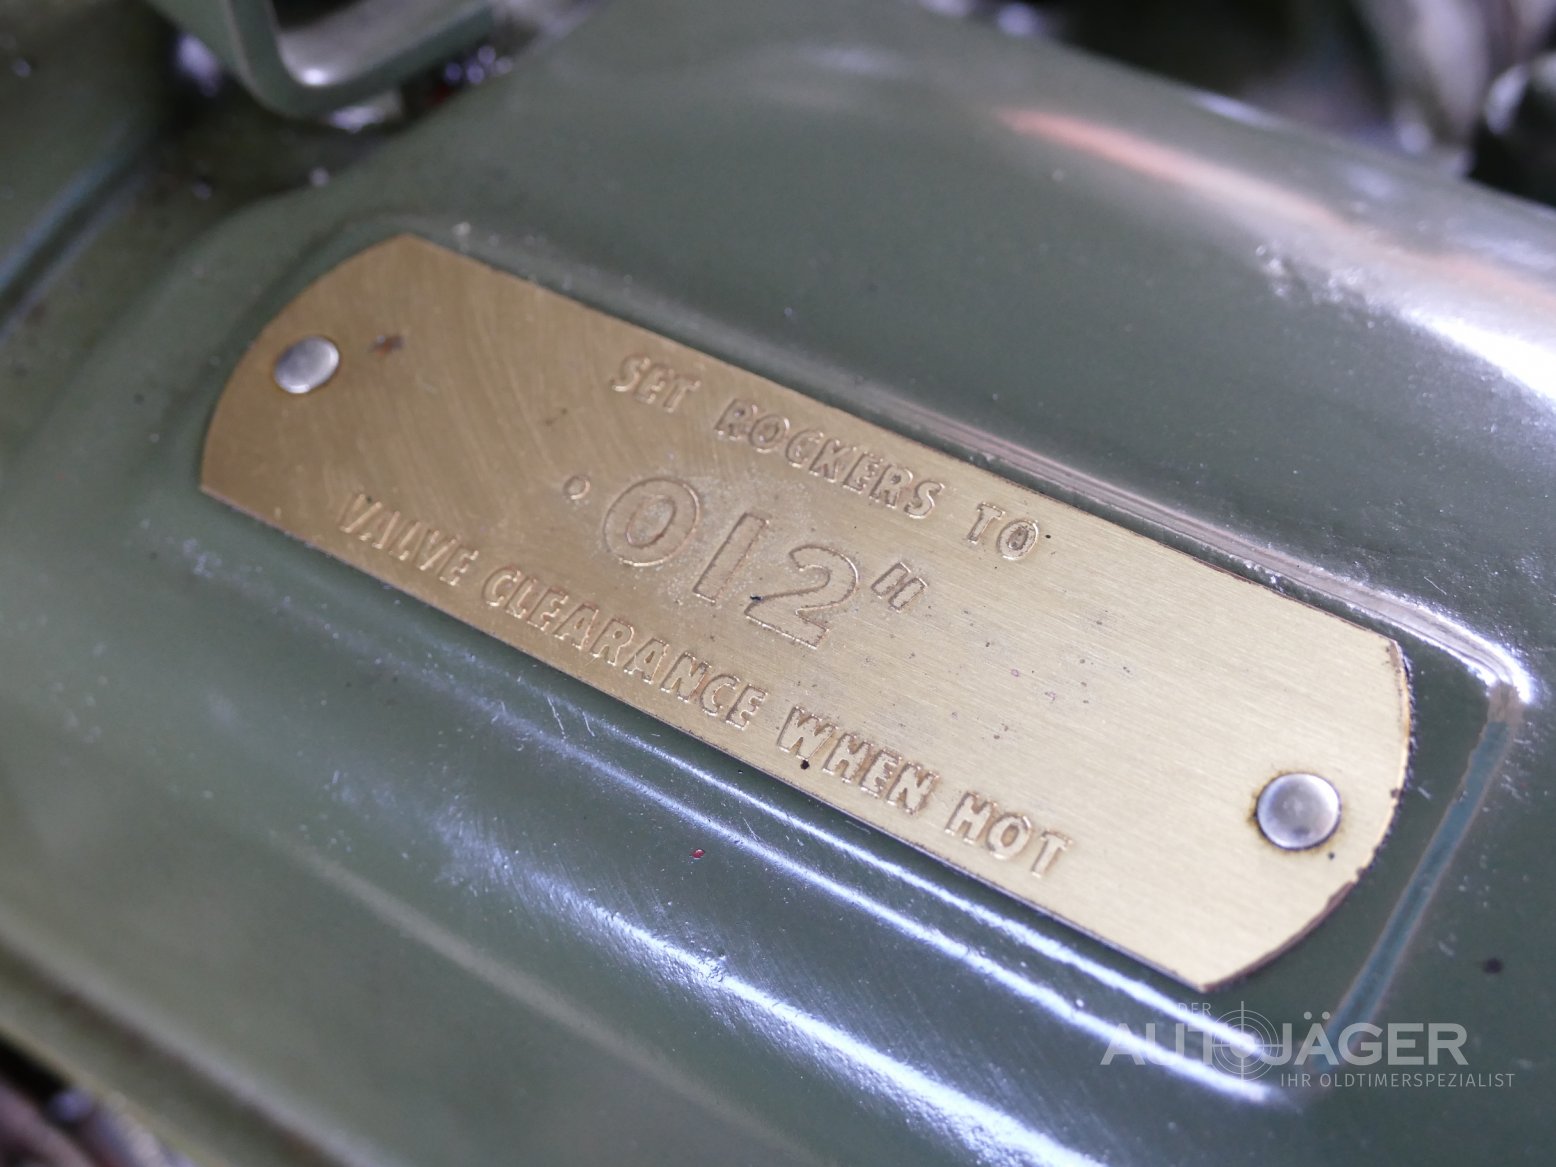 SET ROCKERS TO
.012"
VALVE CLEARANCE WHEN HOT
DER
AUTOJÄGER
IHR OLDTIMERSPEZIALIST